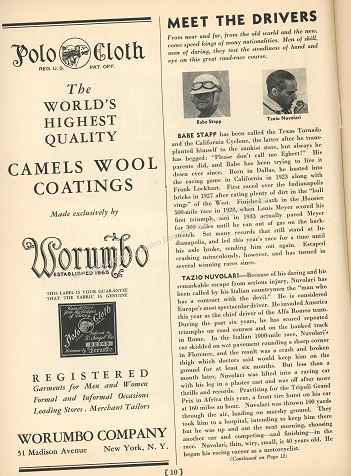 Polo Cloth
REG. U. S. PAT. OFF.
The
WORLD'S
HIGHEST
QUALITY
CAMELS WOOL
COATINGS
Made exclusively by
Worumbo
ESTABLISHED 1865
THIS LABEL IS YOUR GUARANTEE
THAT THE FABRIC IS GENUINE
Polo Cloth
REGISTERED
Garments for Men and Women
Formal and Informal Occasions
Leading Stores . Merchant Tailors
WORUMBO COMPANY
51 Madison Avenue New York, N. Y.
MEET THE DRIVERS
From near and far, from the old world and the new,
come speed kings of many nationalities. Men of skill,
men of daring, they test the steadiness of hand and
eye on this great road-race course.
Babe Stapp
Tazio Nuvolari
BABE STAPP has been called the Texas Tornado
and the California Cyclone, the latter after he trans-
planted himself to the sunkist state, but always he
has begged: "Please don't call me Egbert!" His
parents did, and Babe has been trying to live it
down ever since. Born in Dallas, he busted into
the racing game in California in 1923 along with
Frank Lockhart. First raced over the Indianapolis
bricks in 1927 after eating plenty of dirt in the "bull
rings" of the West. Finished sixth in the Hoosier
500-mile race in 1928, when Louis Meyer scored his
first triumph, and in 1933 actually paced Meyer
for 300 miles until he ran out of gas on the back-
stretch. Set many records that still stand at In-
dianapolis, and led this year's race for a time until
his axle broke, sending him out again. Escaped
crashing miraculously, however, and has turned in
several winning races since.
TAZIO NUVOLARI—Because of his daring and his
remarkable escape from serious injury, Nuvolari has
been called by his Italian countrymen the "man who
has a contract with the devil." He is considered
Europe's most spectacular driver. He invaded America
this year as the chief driver of the Alfa Romeo team.
During the past six years, he has scored repeated
triumphs on road courses and on the banked track
in Rome. In the Italian 1000-mile race, Nuvolari's
car skidded on wet pavement rounding a sharp corner
in Florence, and the result was a crash and broken
thigh which doctors said would keep him on the
ground for at least six months. But less than a
month later, Nuvolari was lifted into a racing car
with his leg in a plaster cast and was off after more
thrills and records. Practising for the Tripoli Grand
Prix in Africa this year, a front tire burst on his car
at 160 miles an hour. Nuvolari was thrown 100 yards
through the air, landing on marshy ground. They
took him to a hospital, intending to keep him there
but he was up and out the next morning, choosing
another car and competing—and finishing—in the
race. Nuvolari, thin, wiry, small, is 40 years old. He
began his racing career as a motorcyclist.
(Continued on Page 12)
[ 10 ]